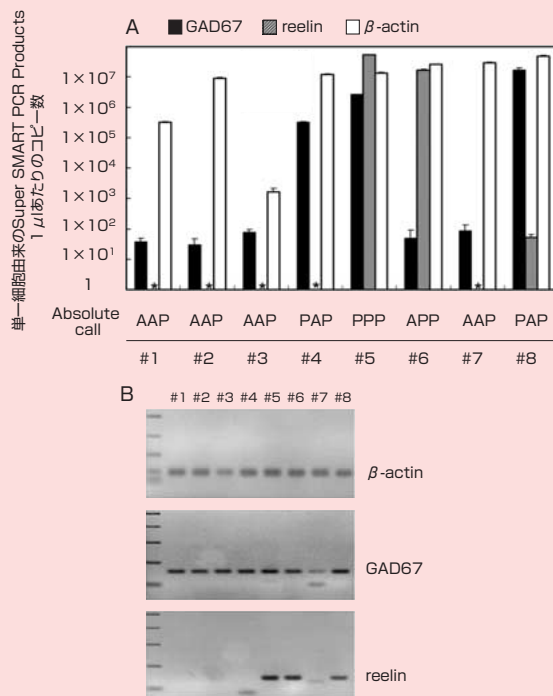 A ■ GAD67 ▨ reelin □ β-actin
単一細胞由来のSuper SMART PCR Products
1 μlあたりのコピー数
1×10⁷
1×10⁶
1×10⁵
1×10⁴
1×10³
1×10²
1×10¹
1
* * * * *
Absolute call AAP AAP AAP PAP PPP APP AAP PAP
#1 #2 #3 #4 #5 #6 #7 #8
B #1 #2 #3 #4 #5 #6 #7 #8
β-actin
GAD67
reelin